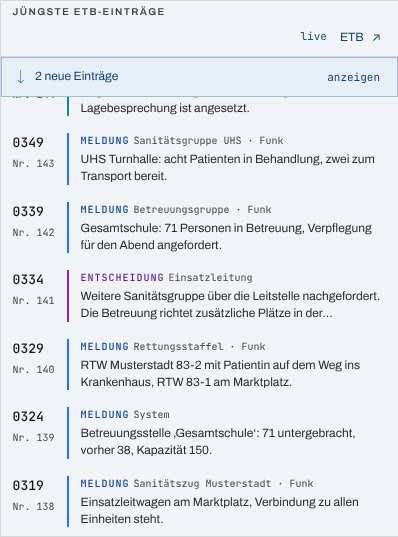 JÜNGSTE ETB-EINTRÄGE
live ETB ↗
↓ 2 neue Einträge anzeigen
Lagebesprechung ist angesetzt.
0349 MELDUNG Sanitätsgruppe UHS · Funk
Nr. 143 UHS Turnhalle: acht Patienten in Behandlung, zwei zum
Transport bereit.
0339 MELDUNG Betreuungsgruppe · Funk
Nr. 142 Gesamtschule: 71 Personen in Betreuung, Verpflegung
für den Abend angefordert.
0334 ENTSCHEIDUNG Einsatzleitung
Nr. 141 Weitere Sanitätsgruppe über die Leitstelle nachgefordert.
Die Betreuung richtet zusätzliche Plätze in der…
0329 MELDUNG Rettungsstaffel · Funk
Nr. 140 RTW Musterstadt 83-2 mit Patientin auf dem Weg ins
Krankenhaus, RTW 83-1 am Marktplatz.
0324 MELDUNG System
Nr. 139 Betreuungsstelle ‚Gesamtschule‘: 71 untergebracht,
vorher 38, Kapazität 150.
0319 MELDUNG Sanitätszug Musterstadt · Funk
Nr. 138 Einsatzleitwagen am Marktplatz, Verbindung zu allen
Einheiten steht.